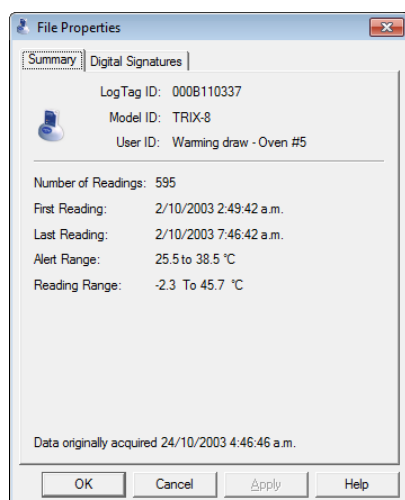 File Properties
Summary Digital Signatures
LogTag ID: 000B110337
Model ID: TRIX-8
User ID: Warming draw - Oven #5
Number of Readings: 595
First Reading: 2/10/2003 2:49:42 a.m.
Last Reading: 2/10/2003 7:46:42 a.m.
Alert Range: 25.5 to 38.5 °C
Reading Range: -2.3 To 45.7 °C
Data originally acquired 24/10/2003 4:46:46 a.m.
OK Cancel Apply Help